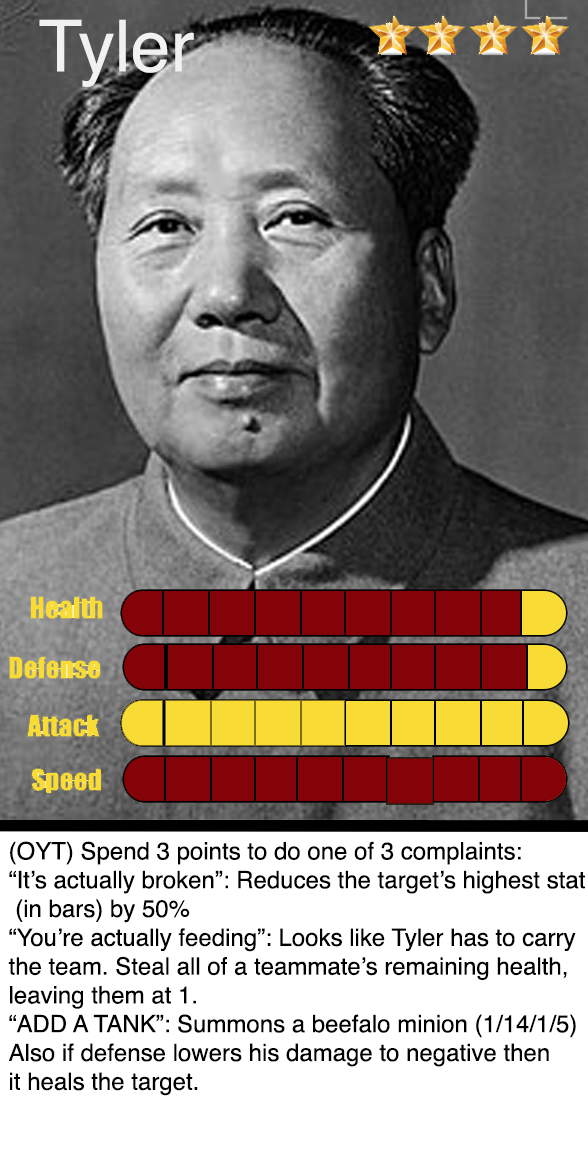 Tyler
Health
Defense
Attack
Speed
(OYT) Spend 3 points to do one of 3 complaints:
“It’s actually broken”: Reduces the target’s highest stat
(in bars) by 50%
“You’re actually feeding”: Looks like Tyler has to carry
the team. Steal all of a teammate’s remaining health,
leaving them at 1.
“ADD A TANK”: Summons a beefalo minion (1/14/1/5)
Also if defense lowers his damage to negative then
it heals the target.